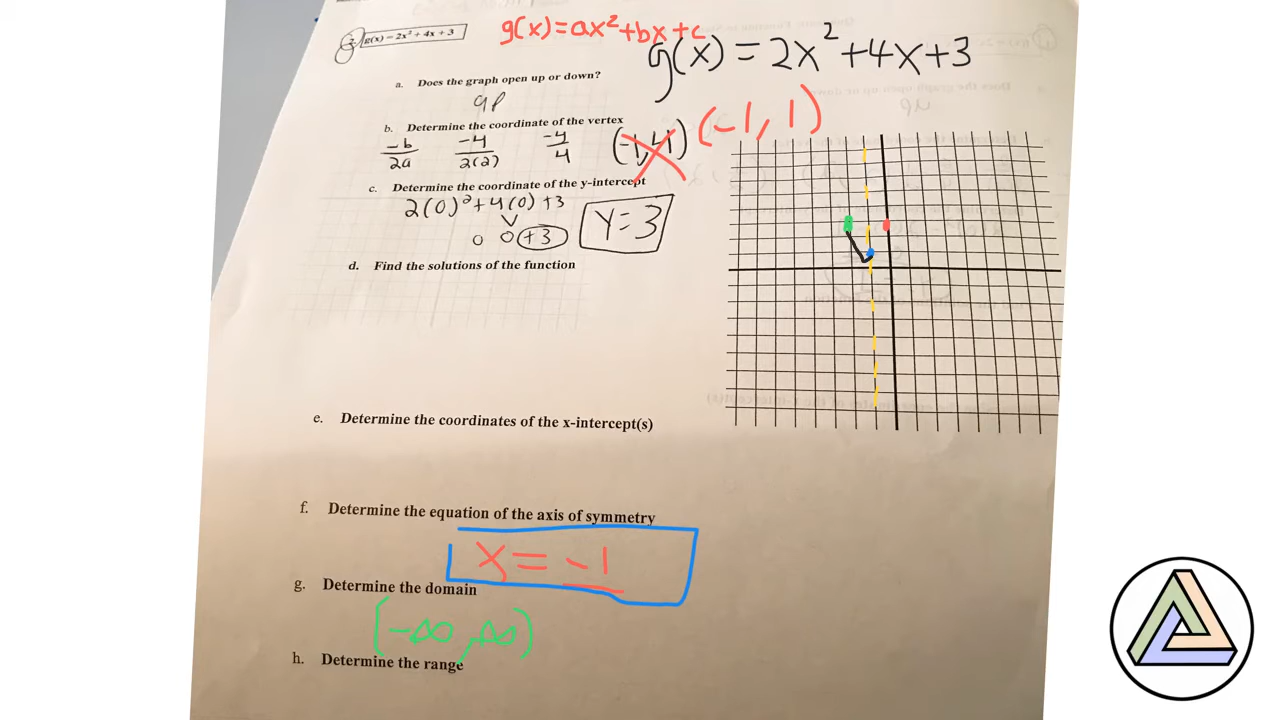 2. g(x) = 2x² + 4x + 3
g(x)=ax²+bx+c
g(x) = 2x²+4x+3
a. Does the graph open up or down?
up
b. Determine the coordinate of the vertex
-b/2a -4/2(2) -4/4 (-1,4) (-1, 1)
c. Determine the coordinate of the y-intercept
2(0)²+4(0)+3
0 0 +3 Y=3
d. Find the solutions of the function
e. Determine the coordinates of the x-intercept(s)
f. Determine the equation of the axis of symmetry
x = -1
g. Determine the domain
(-∞, ∞)
h. Determine the range